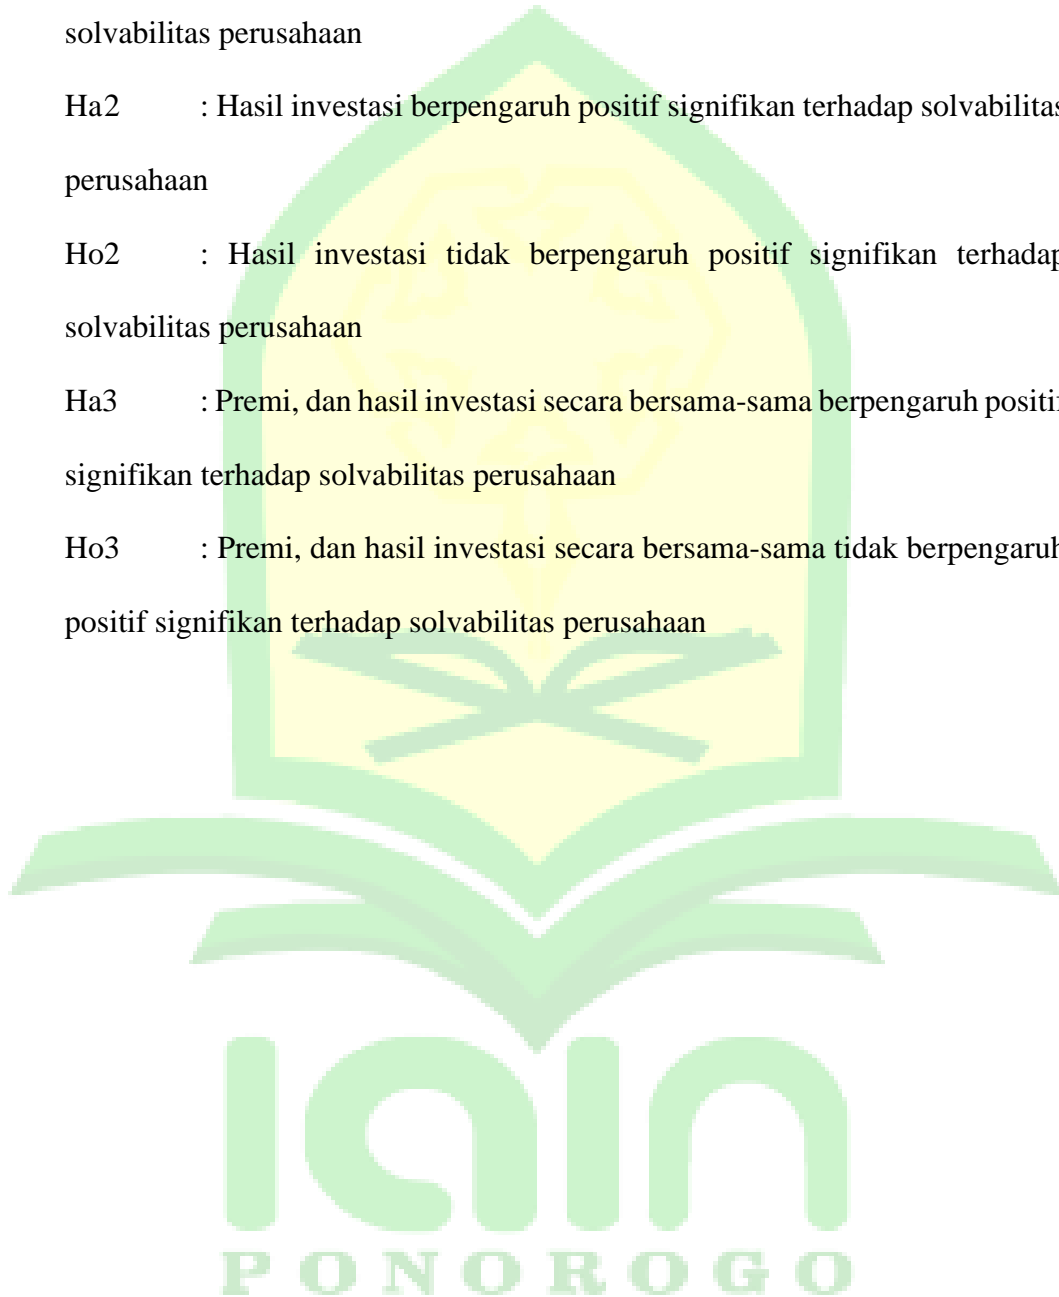 solvabilitas perusahaan
Ha2 : Hasil investasi berpengaruh positif signifikan terhadap solvabilitas
perusahaan
Ho2 : Hasil investasi tidak berpengaruh positif signifikan terhadap
solvabilitas perusahaan
Ha3 : Premi, dan hasil investasi secara bersama-sama berpengaruh positif
signifikan terhadap solvabilitas perusahaan
Ho3 : Premi, dan hasil investasi secara bersama-sama tidak berpengaruh
positif signifikan terhadap solvabilitas perusahaan
iain
PONOROGO